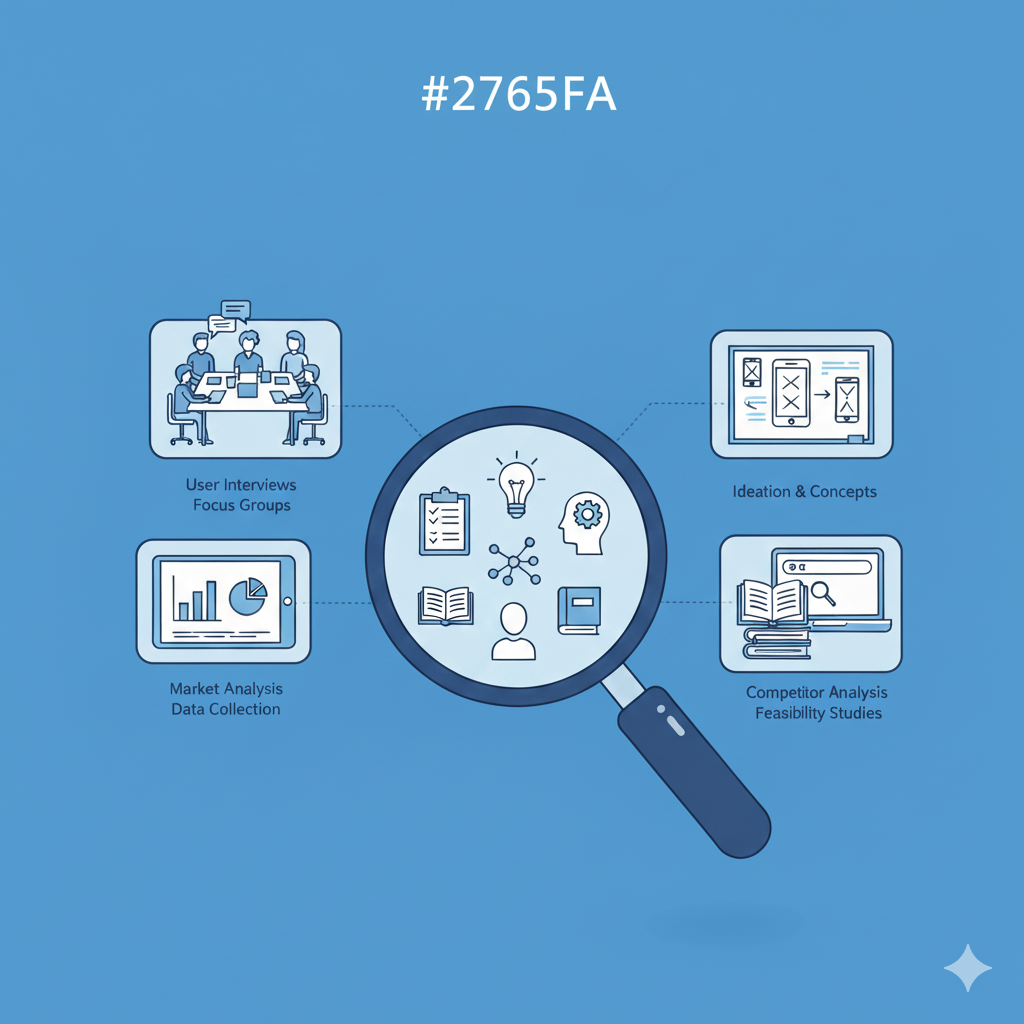 #2765FA
User Interviews
Focus Groups
Ideation & Concepts
Market Analysis
Data Collection
Competitor Analysis
Feasibility Studies